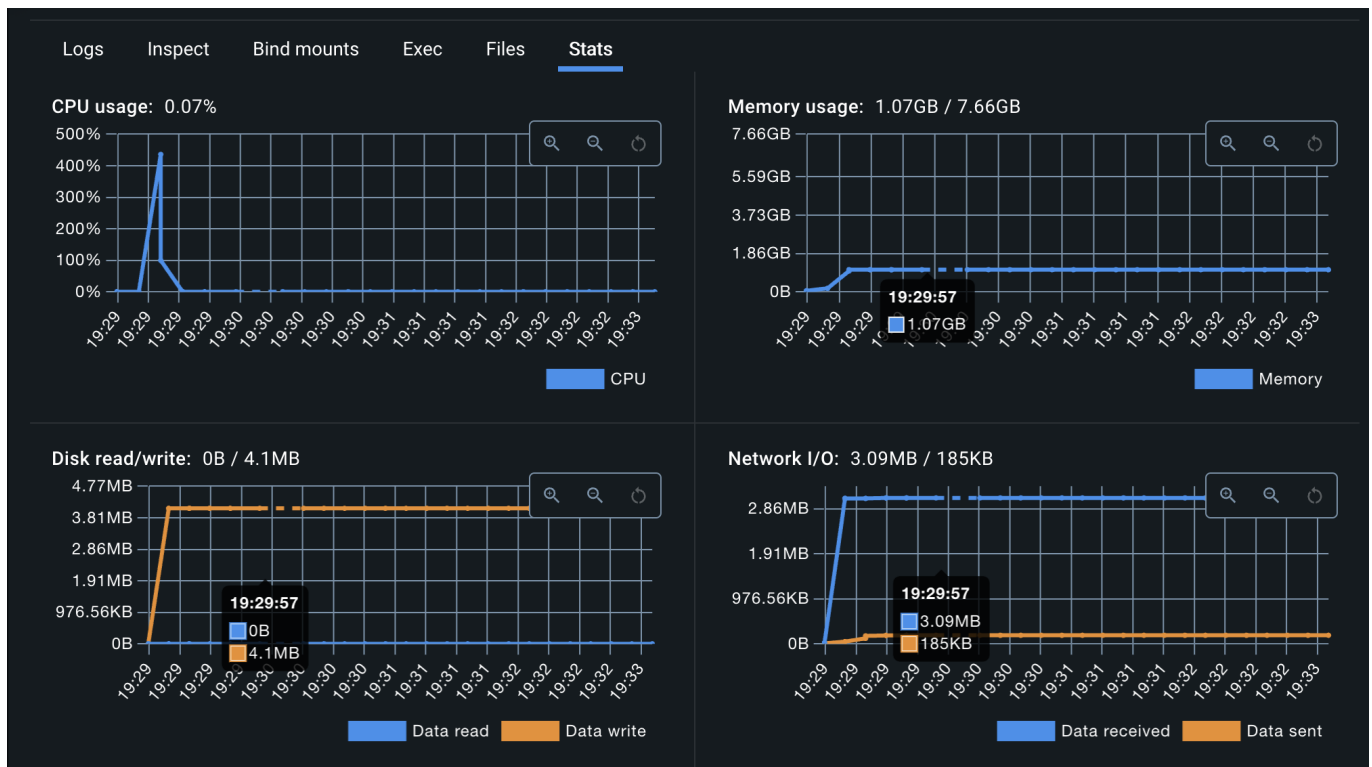 Logs Inspect Bind mounts Exec Files Stats
CPU usage: 0.07%
500%
400%
300%
200%
100%
0%
19:29 19:29 19:29 19:29 19:30 19:30 19:30 19:30 19:31 19:31 19:31 19:31 19:31 19:32 19:32 19:32 19:32 19:33
CPU
Memory usage: 1.07GB / 7.66GB
7.66GB
5.59GB
3.73GB
1.86GB
0B
19:29:57
1.07GB
19:29 19:29 19:29 19:30 19:30 19:31 19:31 19:31 19:31 19:31 19:32 19:32 19:32 19:32 19:33
Memory
Disk read/write: 0B / 4.1MB
4.77MB
3.81MB
2.86MB
1.91MB
976.56KB
0B
19:29:57
0B
4.1MB
19:29 19:29 19:29 19:29 19:30 19:30 19:30 19:30 19:31 19:31 19:31 19:31 19:32 19:32 19:32 19:32 19:33
Data read Data write
Network I/O: 3.09MB / 185KB
2.86MB
1.91MB
976.56KB
0B
19:29:57
3.09MB
185KB
19:29 19:29 19:29 19:29 19:30 19:30 19:30 19:31 19:31 19:31 19:31 19:31 19:32 19:32 19:32 19:32 19:33
Data received Data sent